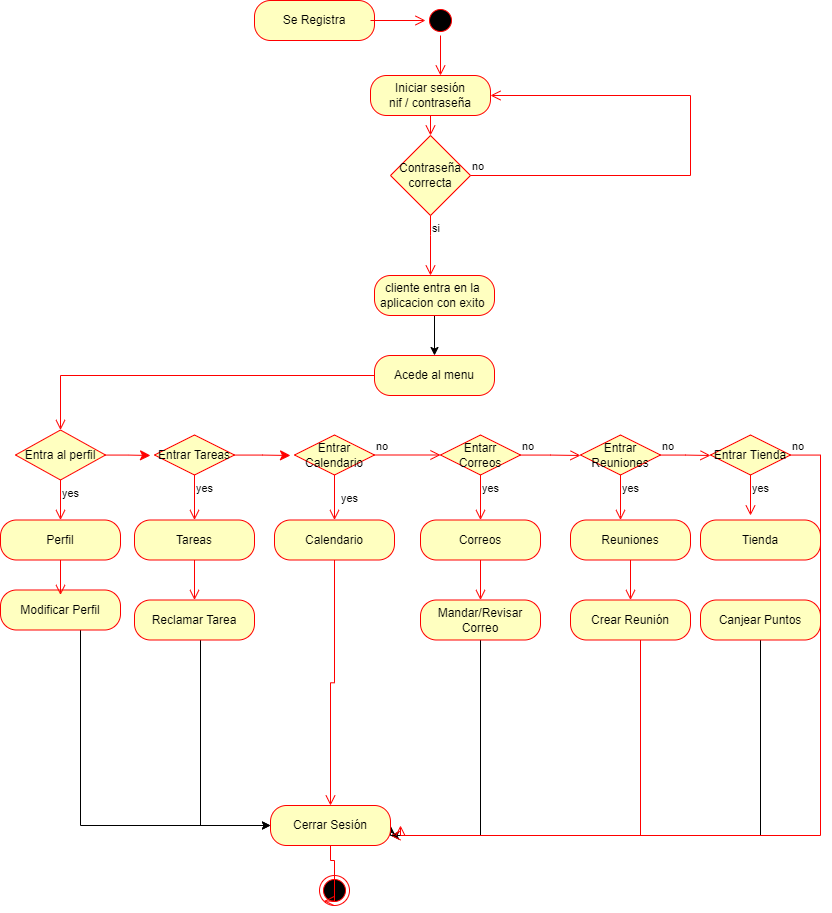 Se Registra
Iniciar sesión
nif / contraseña
Contraseña
correcta
no
si
cliente entra en la
aplicacion con exito
Acede al menu
Entra al perfil
Entrar Tareas
Entrar
Calendario
no
Entarr
Correos
no
Entrar
Reuniones
no
Entrar Tienda
no
yes
yes
yes
yes
yes
yes
Perfil
Tareas
Calendario
Correos
Reuniones
Tienda
Modificar Perfil
Reclamar Tarea
Mandar/Revisar
Correo
Crear Reunión
Canjear Puntos
Cerrar Sesión